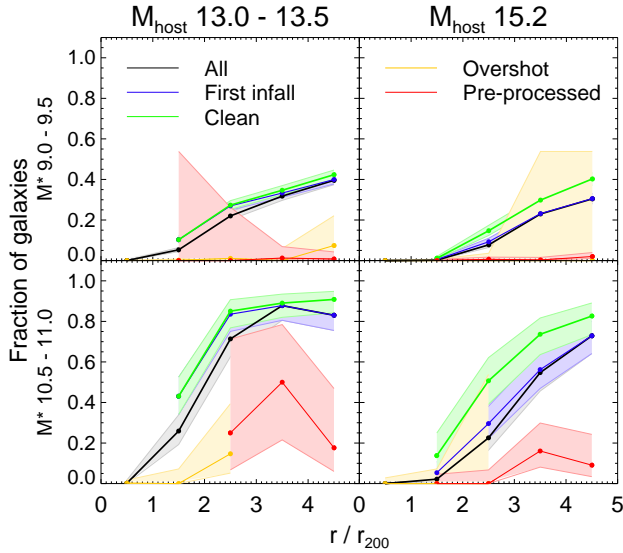 M_host 13.0 - 13.5
M_host 15.2
Fraction of galaxies
M* 9.0 - 9.5
1.0
0.8
0.6
0.4
0.2
0.0
All
First infall
Clean
Overshot
Pre-processed
M* 10.5 - 11.0
1.0
0.8
0.6
0.4
0.2
0.0
0 1 2 3 4 0 1 2 3 4 5
r / r_200